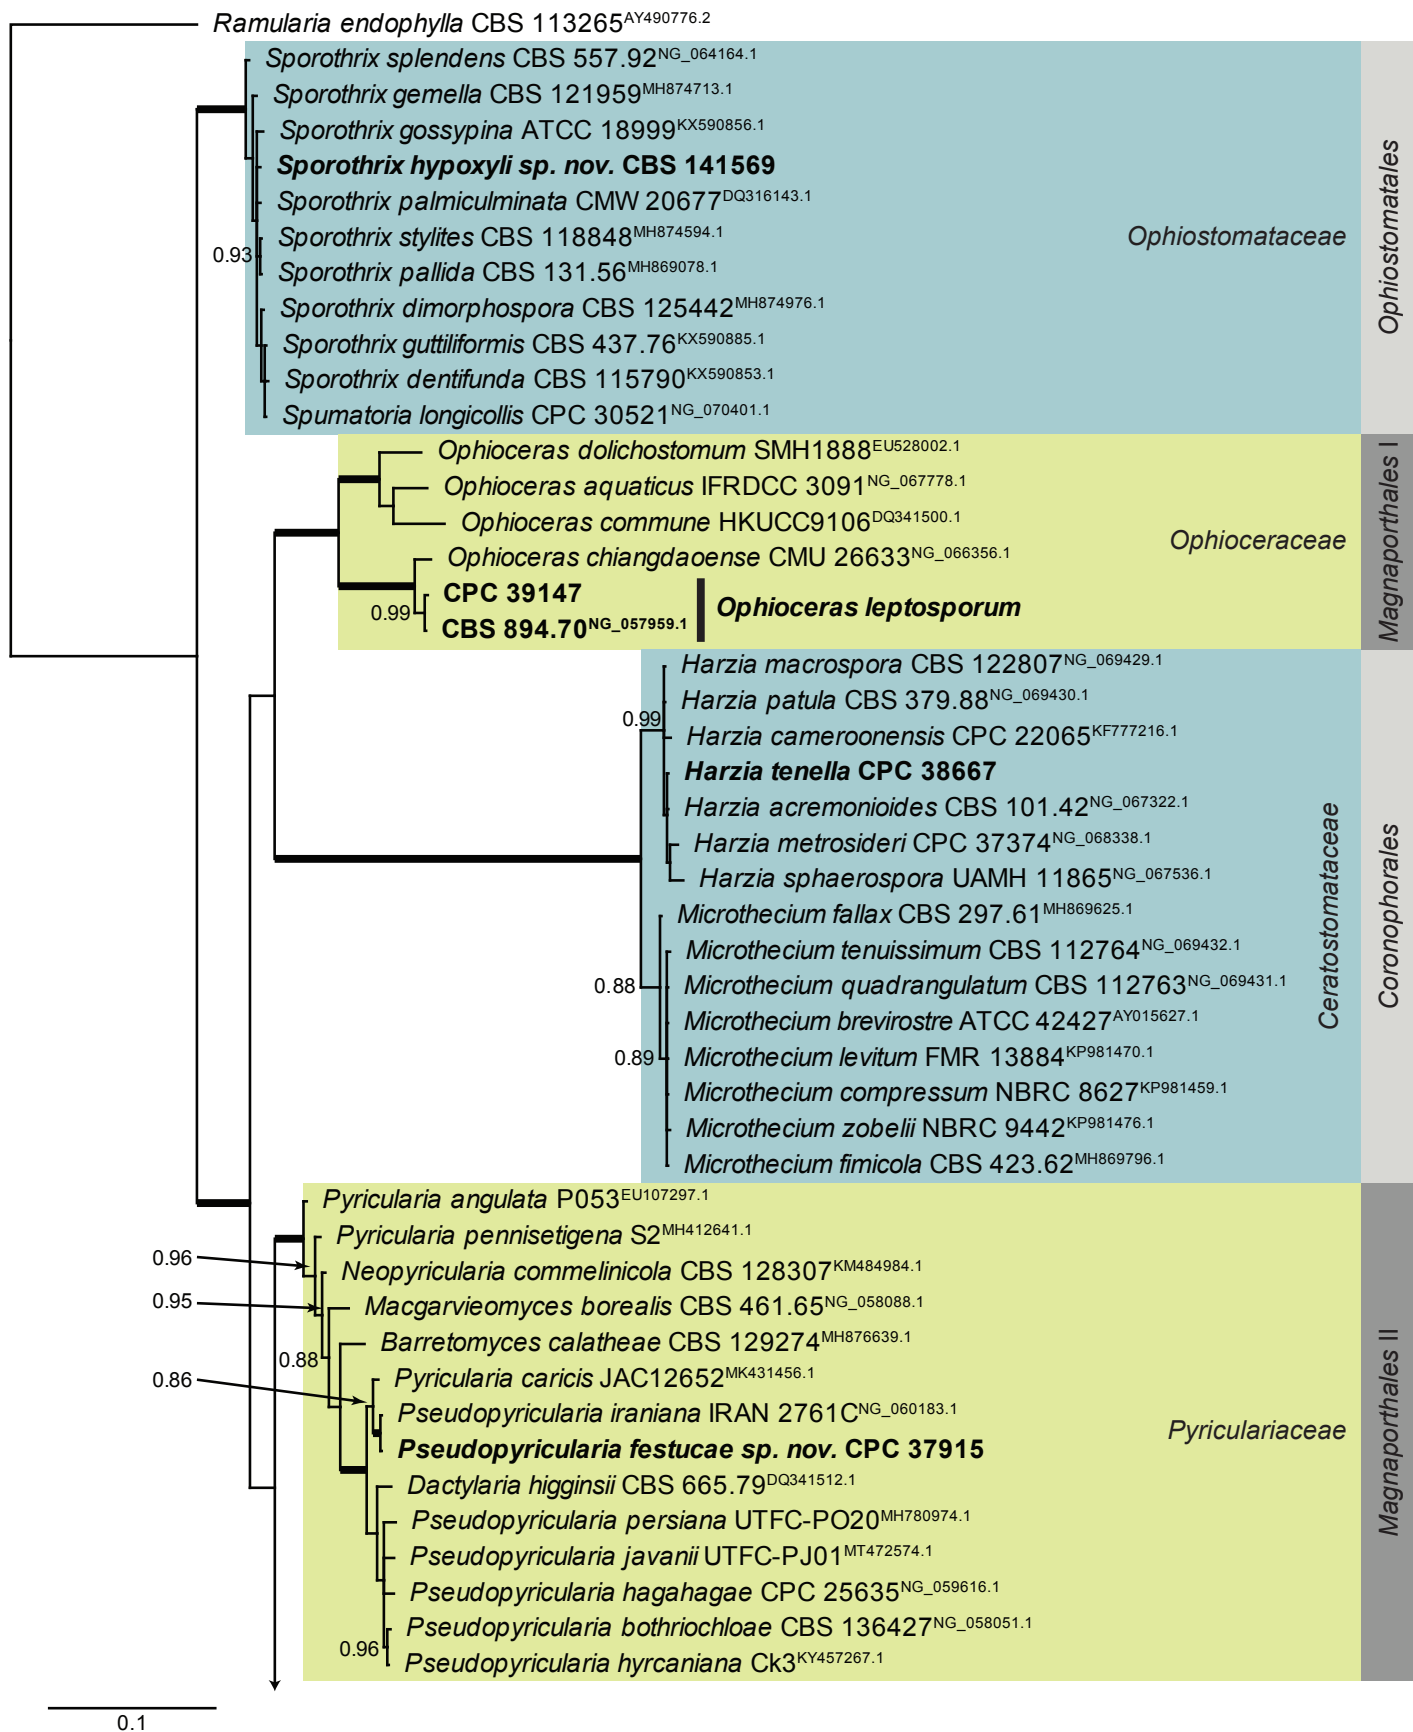 Ramularia endophylla CBS 113265AY490776.2
Sporothrix splendens CBS 557.92NG_064164.1
Sporothrix gemella CBS 121959MH874713.1
Sporothrix gossypina ATCC 18999KX590856.1
Sporothrix hypoxyli sp. nov. CBS 141569
Sporothrix palmiculminata CMW 20677DQ316143.1
Sporothrix stylites CBS 118848MH874594.1
0.93
Sporothrix pallida CBS 131.56MH869078.1
Sporothrix dimorphospora CBS 125442MH874976.1
Sporothrix guttiliformis CBS 437.76KX590885.1
Sporothrix dentifunda CBS 115790KX590853.1
Spumatoria longicollis CPC 30521NG_070401.1
Ophiostomataceae
Ophiostomatales
Ophioceras dolichostomum SMH1888EU528002.1
Ophioceras aquaticus IFRDCC 3091NG_067778.1
Ophioceras commune HKUCC9106DQ341500.1
Ophioceras chiangdaoense CMU 26633NG_066356.1
CPC 39147
0.99
CBS 894.70NG_057959.1
Ophioceras leptosporum
Ophioceraceae
Magnaporthales I
Harzia macrospora CBS 122807NG_069429.1
Harzia patula CBS 379.88NG_069430.1
0.99
Harzia cameroonensis CPC 22065KF777216.1
Harzia tenella CPC 38667
Harzia acremonioides CBS 101.42NG_067322.1
Harzia metrosideri CPC 37374NG_068338.1
Harzia sphaerospora UAMH 11865NG_067536.1
Microthecium fallax CBS 297.61MH869625.1
Microthecium tenuissimum CBS 112764NG_069432.1
0.88
Microthecium quadrangulatum CBS 112763NG_069431.1
Microthecium brevirostre ATCC 42427AY015627.1
0.89
Microthecium levitum FMR 13884KP981470.1
Microthecium compressum NBRC 8627KP981459.1
Microthecium zobelii NBRC 9442KP981476.1
Microthecium fimicola CBS 423.62MH869796.1
Ceratostomataceae
Coronophorales
Pyricularia angulata P053EU107297.1
Pyricularia pennisetigena S2MH412641.1
0.96
Neopyricularia commelinicola CBS 128307KM484984.1
0.95
Macgarvieomyces borealis CBS 461.65NG_058088.1
Barretomyces calatheae CBS 129274MH876639.1
0.88
0.86
Pyricularia caricis JAC12652MK431456.1
Pseudopyricularia iraniana IRAN 2761CNG_060183.1
Pseudopyricularia festucae sp. nov. CPC 37915
Dactylaria higginsii CBS 665.79DQ341512.1
Pseudopyricularia persiana UTFC-PO20MH780974.1
Pseudopyricularia javanii UTFC-PJ01MT472574.1
Pseudopyricularia hagahagae CPC 25635NG_059616.1
Pseudopyricularia bothriochloae CBS 136427NG_058051.1
0.96
Pseudopyricularia hyrcaniana Ck3KY457267.1
Pyriculariaceae
Magnaporthales II
0.1